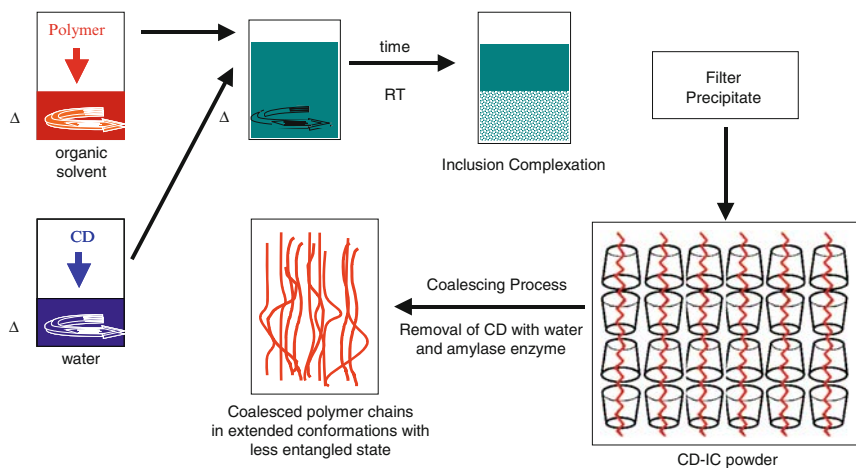 Polymer
Δ
organic
solvent
CD
Δ
water
Δ
time
RT
Inclusion Complexation
Filter
Precipitate
CD-IC powder
Coalescing Process
Removal of CD with water
and amylase enzyme
Coalesced polymer chains
in extended conformations with
less entangled state